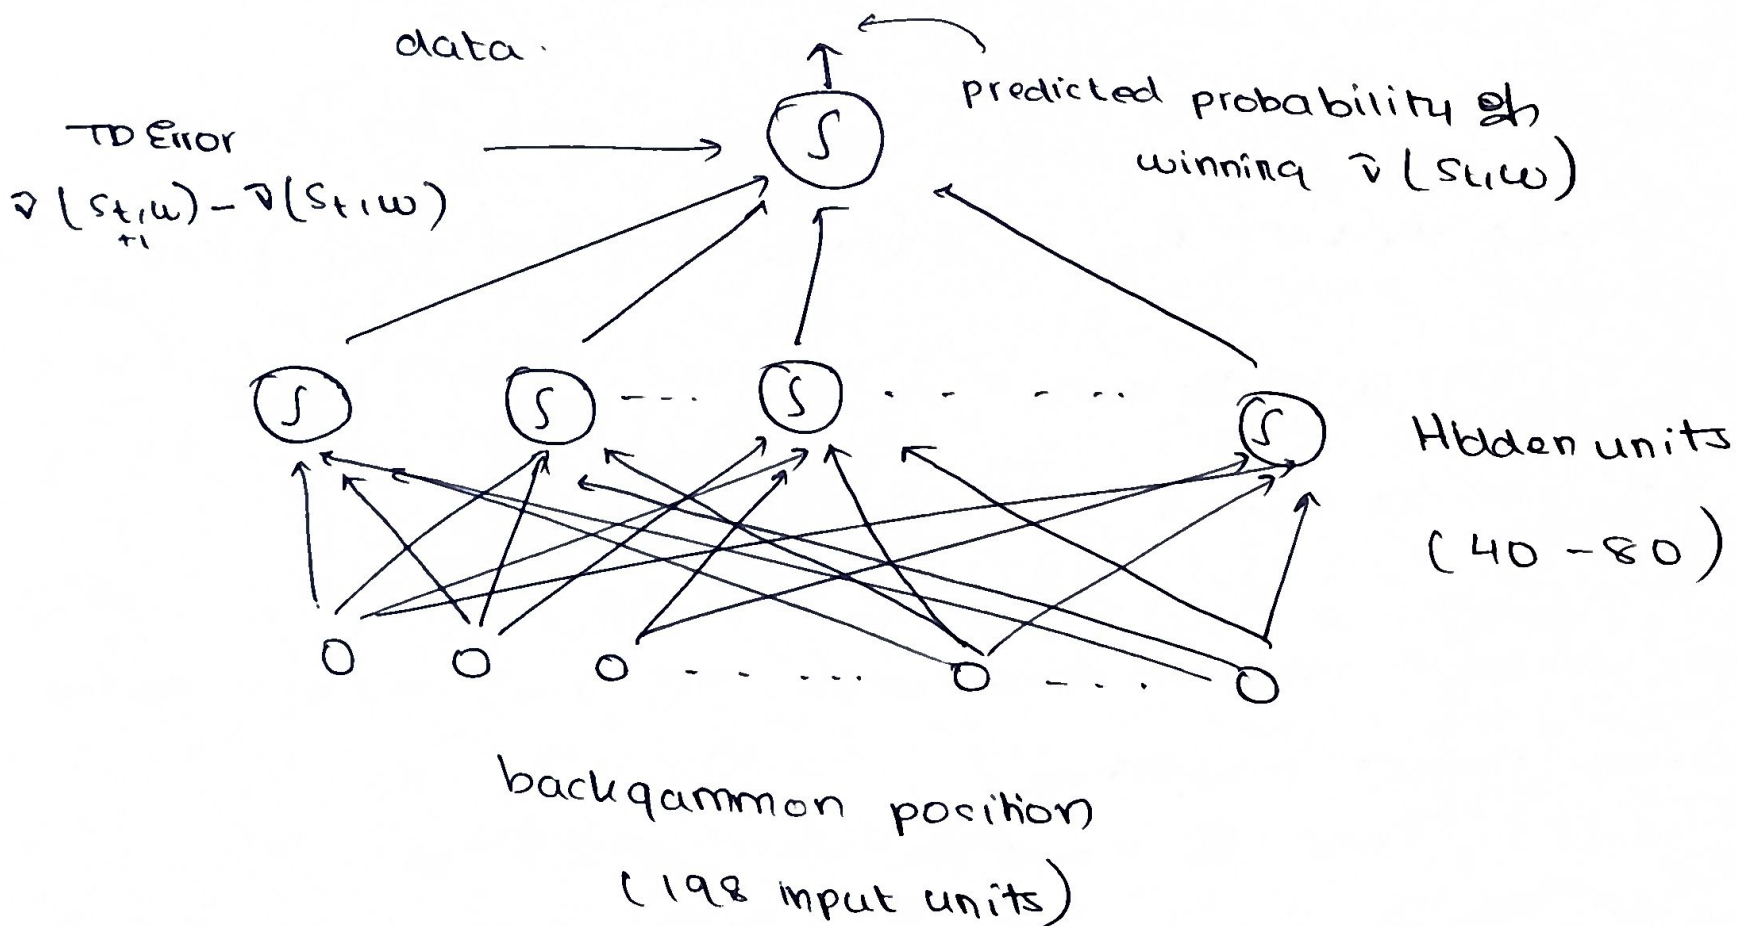 data.
predicted probability of
winning v̂(St,w)
TD Error
v̂(St+1,w) - v̂(St,w)
S
S S S S
Hidden units
(40-80)
backgammon position
(198 input units)